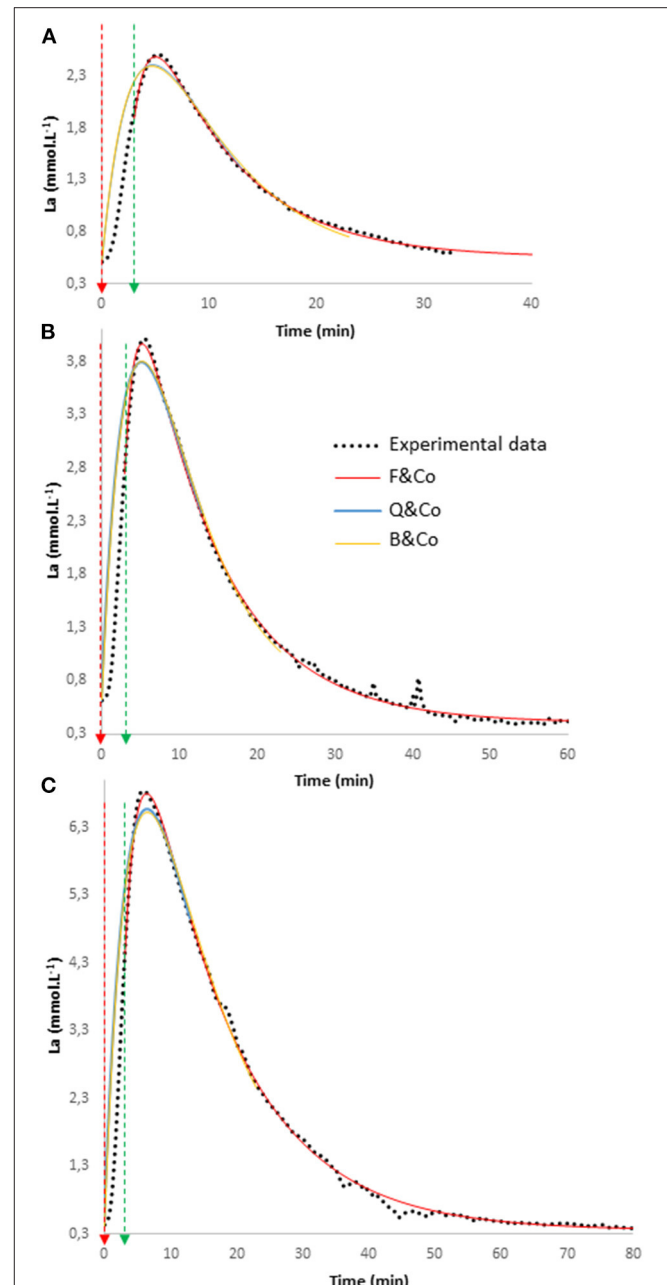 A
La (mmol.L-1)
2,3
1,8
1,3
0,8
0,3
0 10 20 30 40
Time (min)
B
La (mmol.L-1)
3,8
3,3
2,8
2,3
1,8
1,3
0,8
0,3
Experimental data
F&Co
Q&Co
B&Co
0 10 20 30 40 50 60
Time (min)
C
La (mmol.L-1)
6,3
5,3
4,3
3,3
2,3
1,3
0,3
0 10 20 30 40 50 60 70 80
Time (min)